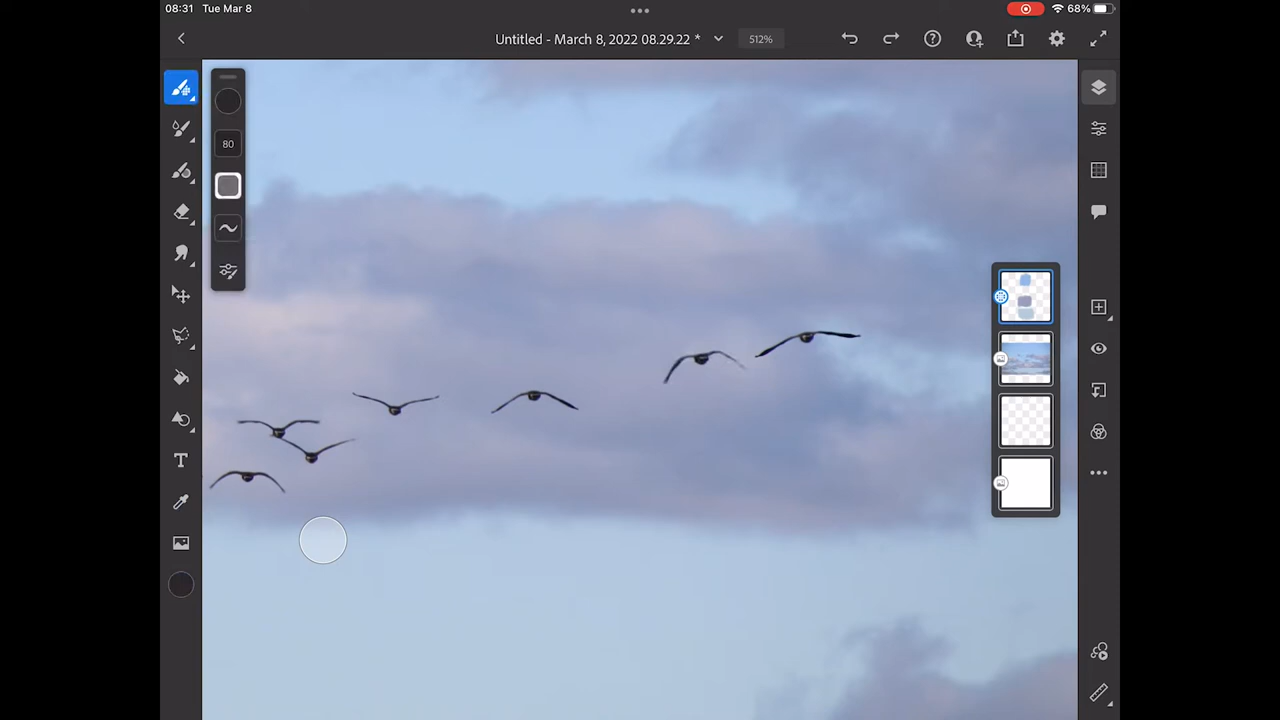 08:31 Tue Mar 8
68%
Untitled - March 8, 2022 08.29.22 *
512%
80
T